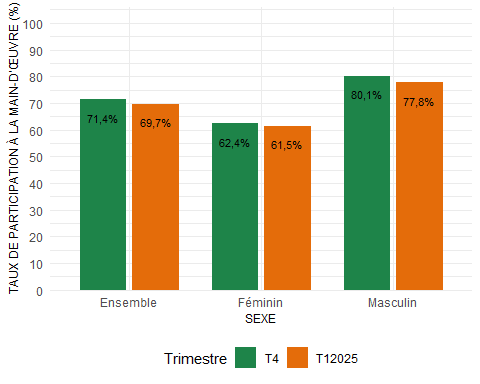 TAUX DE PARTICIPATION À LA MAIN-D'ŒUVRE (%)
100
90
80
70
60
50
40
30
20
10
0
71,4%
69,7%
62,4%
61,5%
80,1%
77,8%
Ensemble
Féminin
Masculin
SEXE
Trimestre
T4
T12025